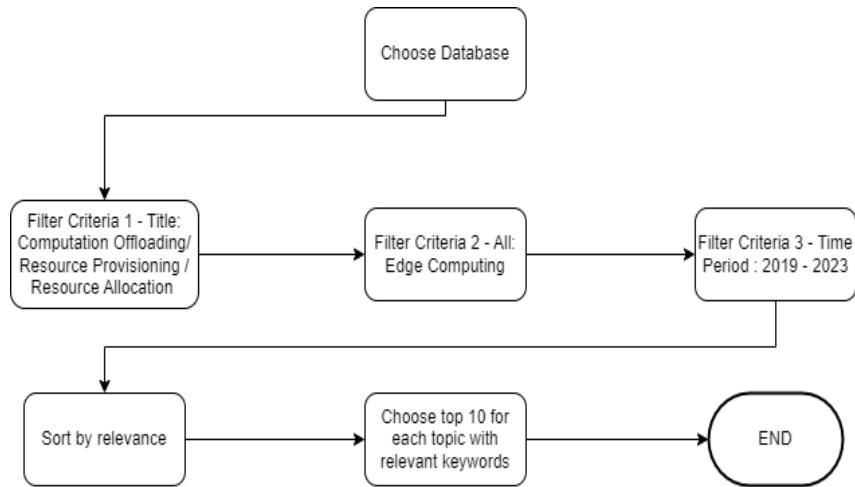 Choose Database
Filter Criteria 1 - Title:
Computation Offloading/
Resource Provisioning /
Resource Allocation
Filter Criteria 2 - All:
Edge Computing
Filter Criteria 3 - Time
Period : 2019 - 2023
Sort by relevance
Choose top 10 for
each topic with
relevant keywords
END